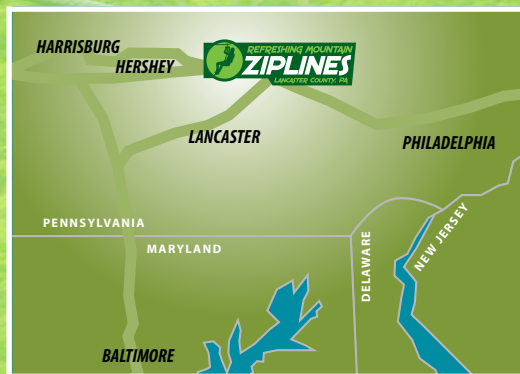 HARRISBURG
HERSHEY
REFRESHING MOUNTAIN
ZIPLINES
LANCASTER COUNTY, PA
LANCASTER
PHILADELPHIA
PENNSYLVANIA
MARYLAND
DELAWARE
NEW JERSEY
BALTIMORE